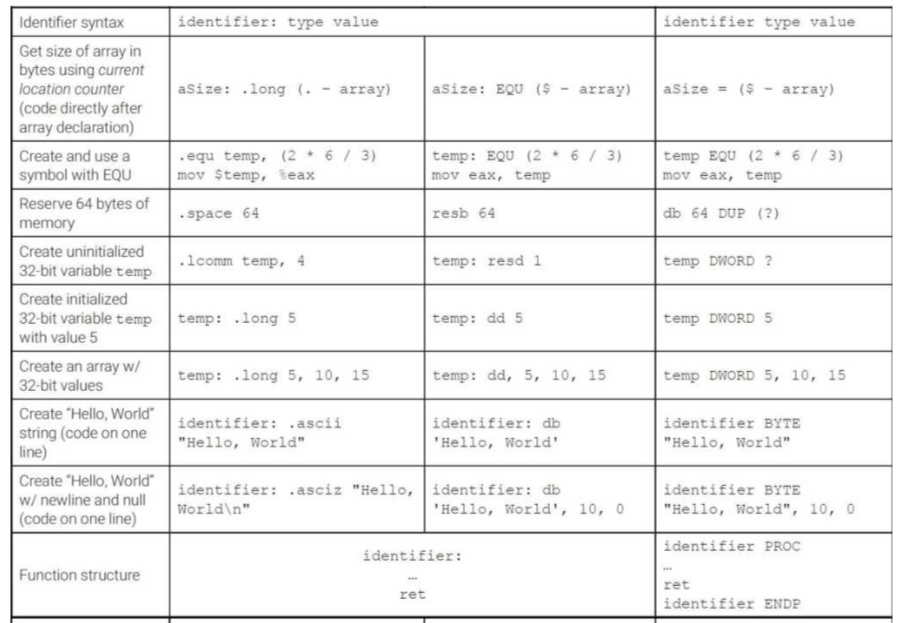 Identifier syntax
identifier: type value
identifier type value
Get size of array in
bytes using current
location counter
(code directly after
array declaration)
aSize: .long (. - array)
aSize: EQU ($ - array)
aSize = ($ - array)
Create and use a
symbol with EQU
.equ temp, (2 * 6 / 3)
mov $temp, %eax
temp: EQU (2 * 6 / 3)
mov eax, temp
temp EQU (2 * 6 / 3)
mov eax, temp
Reserve 64 bytes of
memory
.space 64
resb 64
db 64 DUP (?)
Create uninitialized
32-bit variable temp
.lcomm temp, 4
temp: resd 1
temp DWORD ?
Create initialized
32-bit variable temp
with value 5
temp: .long 5
temp: dd 5
temp DWORD 5
Create an array w/
32-bit values
temp: .long 5, 10, 15
temp: dd, 5, 10, 15
temp DWORD 5, 10, 15
Create "Hello, World"
string (code on one
line)
identifier: .ascii
"Hello, World"
identifier: db
'Hello, World'
identifier BYTE
"Hello, World"
Create "Hello, World"
w/ newline and null
(code on one line)
identifier: .asciz "Hello,
World\n"
identifier: db
'Hello, World', 10, 0
identifier BYTE
"Hello, World", 10, 0
Function structure
identifier:
…
ret
identifier PROC
…
ret
identifier ENDP